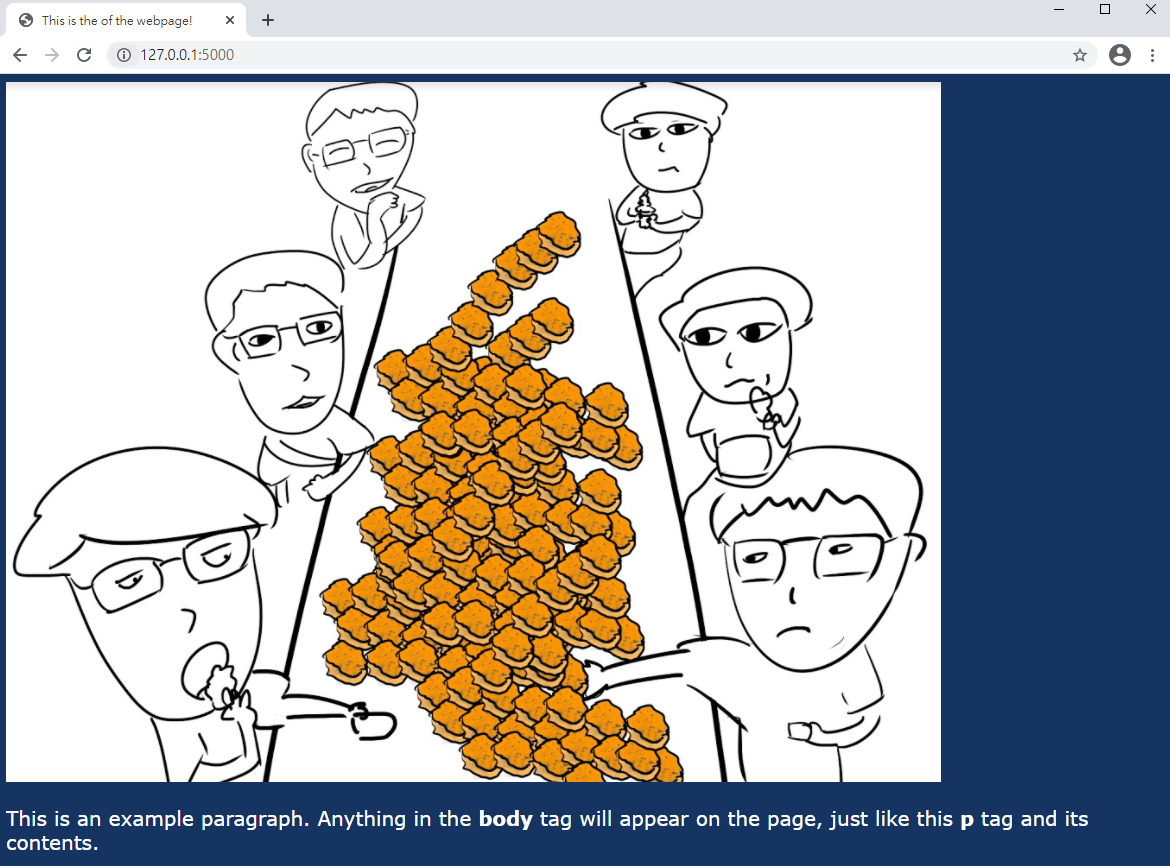 This is the of the webpage!
127.0.0.1:5000
This is an example paragraph. Anything in the body tag will appear on the page, just like this p tag and its
contents.